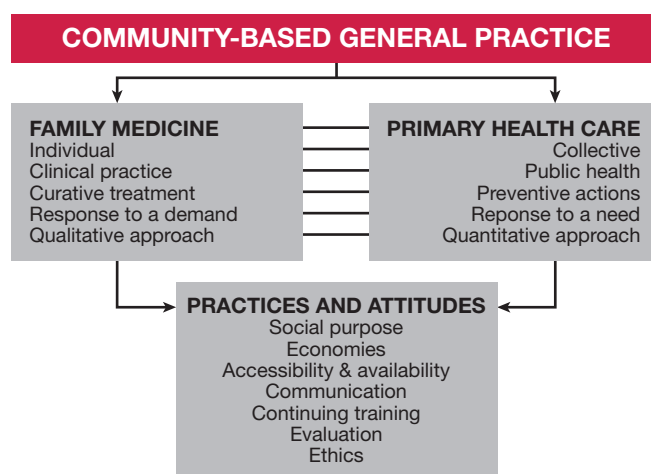 COMMUNITY-BASED GENERAL PRACTICE
FAMILY MEDICINE
Individual
Clinical practice
Curative treatment
Response to a demand
Qualitative approach
PRIMARY HEALTH CARE
Collective
Public health
Preventive actions
Reponse to a need
Quantitative approach
PRACTICES AND ATTITUDES
Social purpose
Economies
Accessibility & availability
Communication
Continuing training
Evaluation
Ethics